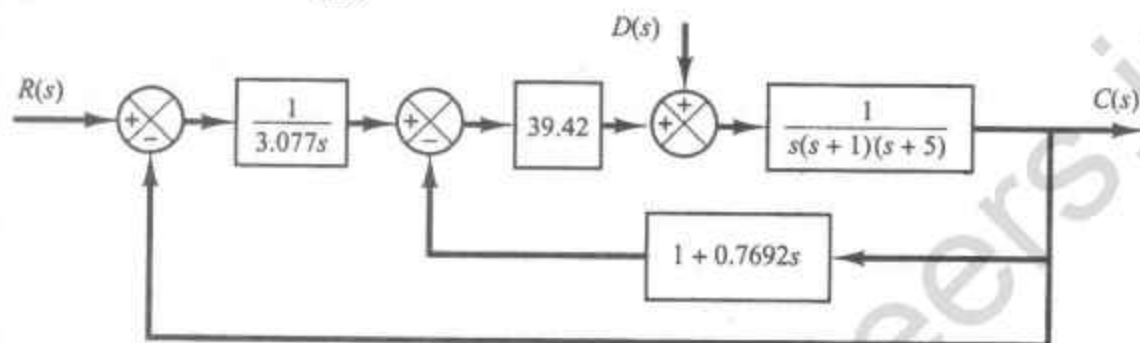 D(s)
R(s)
C(s)
+
−
1
3.077s
+
−
39.42
+
+
1
s(s + 1)(s + 5)
1 + 0.7692s